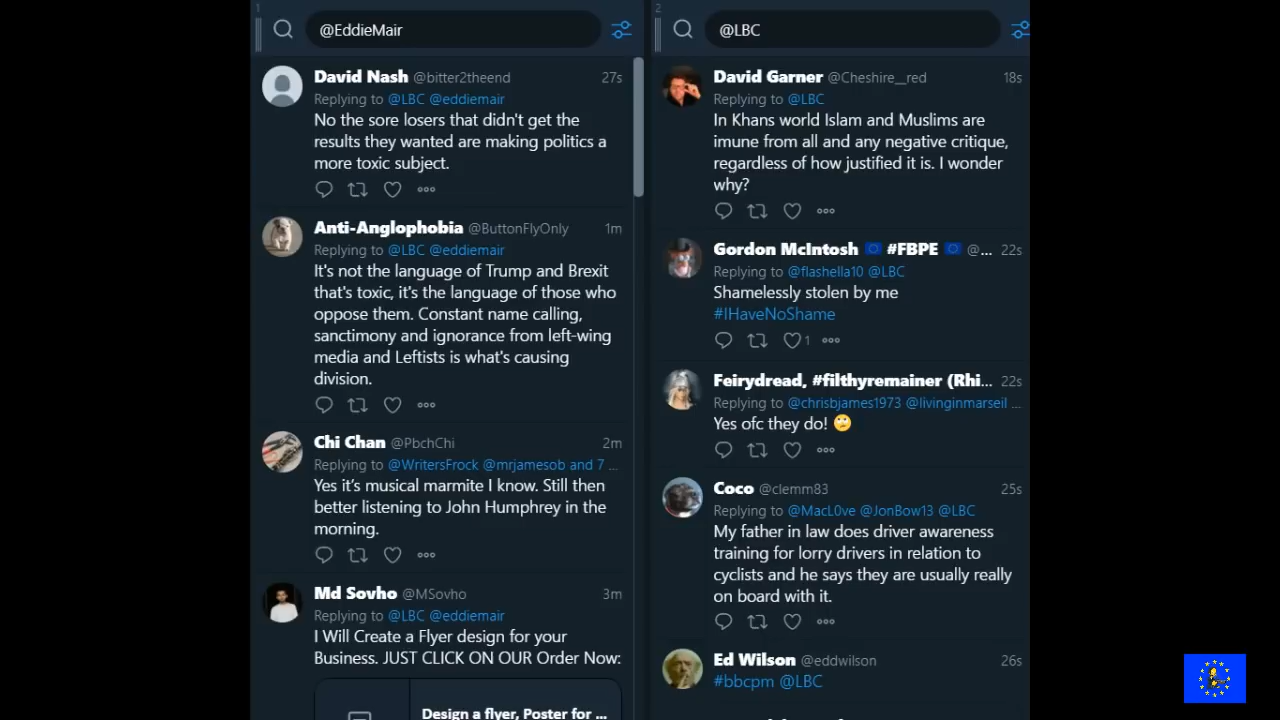 1
@EddieMair
David Nash @bitter2theend 27s
Replying to @LBC @eddiemair
No the sore losers that didn't get the
results they wanted are making politics a
more toxic subject.
Anti-Anglophobia @ButtonFlyOnly 1m
Replying to @LBC @eddiemair
It's not the language of Trump and Brexit
that's toxic, it's the language of those who
oppose them. Constant name calling,
sanctimony and ignorance from left-wing
media and Leftists is what's causing
division.
Chi Chan @PbchChi 2m
Replying to @WritersFrock @mrjamesob and 7 ...
Yes it's musical marmite I know. Still then
better listening to John Humphrey in the
morning.
Md Sovho @MSovho 3m
Replying to @LBC @eddiemair
I Will Create a Flyer design for your
Business. JUST CLICK ON OUR Order Now:
Design a flyer, Poster for ...
2
@LBC
David Garner @Cheshire__red 18s
Replying to @LBC
In Khans world Islam and Muslims are
imune from all and any negative critique,
regardless of how justified it is. I wonder
why?
Gordon McIntosh 🇪🇺 #FBPE 🇪🇺 @... 22s
Replying to @flashella10 @LBC
Shamelessly stolen by me
#IHaveNoShame
1
Feirydread, #filthyremainer (Rhi... 22s
Replying to @chrisbjames1973 @livinginmarseil ...
Yes ofc they do! 🙄
Coco @clemm83 25s
Replying to @MacL0ve @JonBow13 @LBC
My father in law does driver awareness
training for lorry drivers in relation to
cyclists and he says they are usually really
on board with it.
Ed Wilson @eddwilson 26s
#bbcpm @LBC